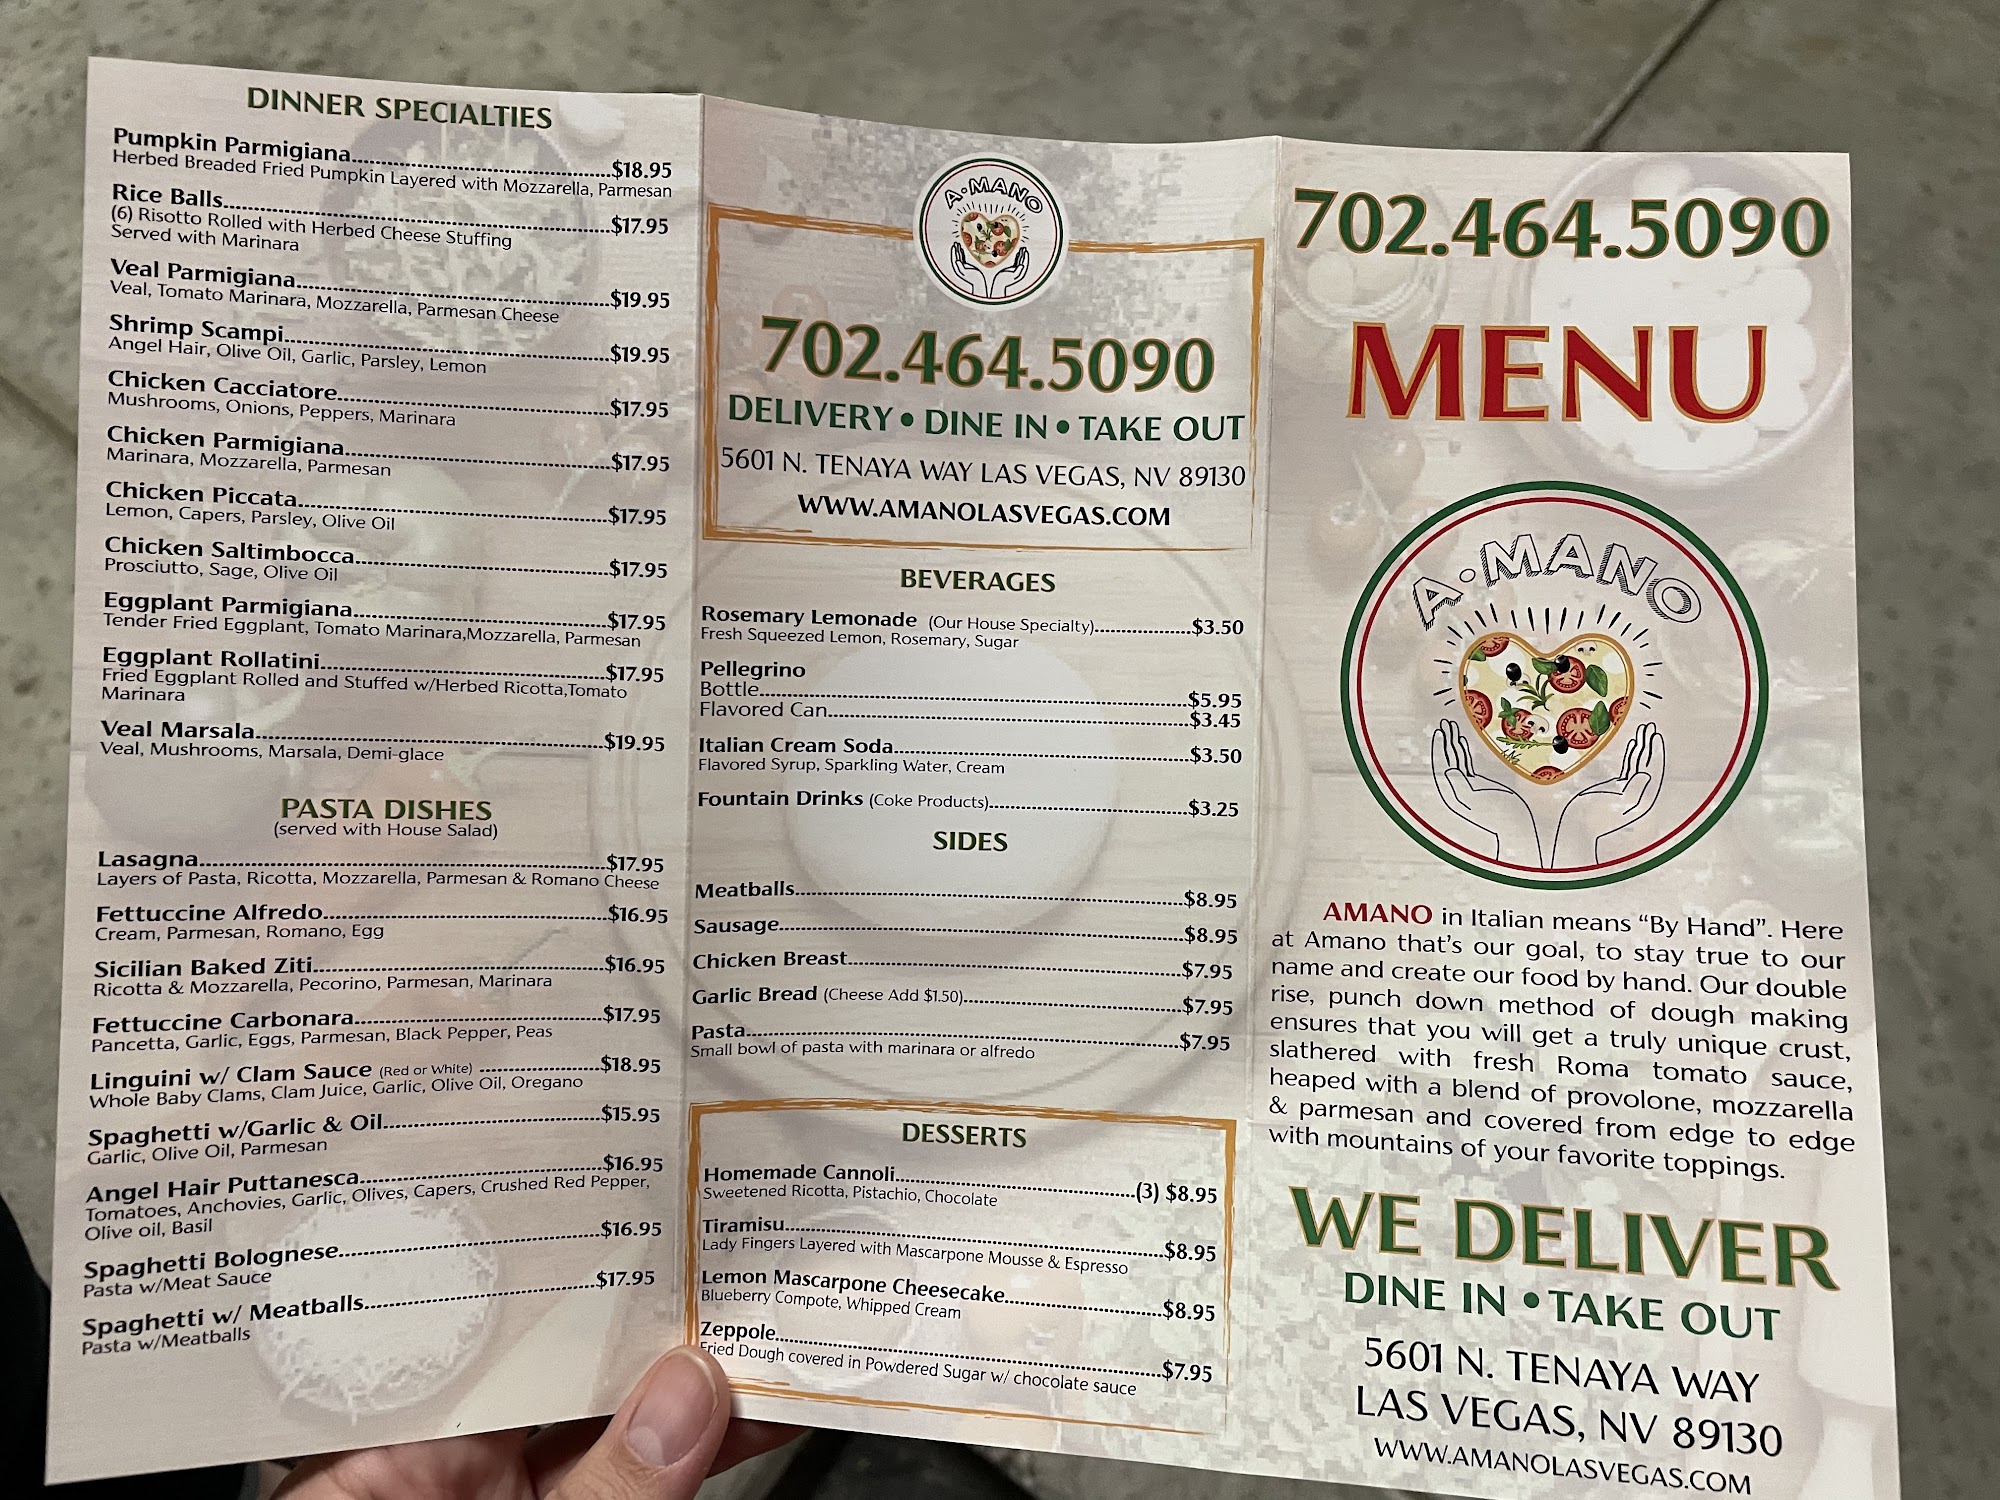 DINNER SPECIALTIES
Pumpkin Parmigiana...$18.95
Herbed Breaded Fried Pumpkin Layered with Mozzarella, Parmesan
Rice Balls...$17.95
(6) Risotto Rolled with Herbed Cheese Stuffing
Served with Marinara
Veal Parmigiana...$19.95
Veal, Tomato Marinara, Mozzarella, Parmesan Cheese
Shrimp Scampi...$19.95
Angel Hair, Olive Oil, Garlic, Parsley, Lemon
Chicken Cacciatore...$17.95
Mushrooms, Onions, Peppers, Marinara
Chicken Parmigiana...$17.95
Marinara, Mozzarella, Parmesan
Chicken Piccata...$17.95
Lemon, Capers, Parsley, Olive Oil
Chicken Saltimbocca...$17.95
Prosciutto, Sage, Olive Oil
Eggplant Parmigiana...$17.95
Tender Fried Eggplant, Tomato Marinara,Mozzarella, Parmesan
Eggplant Rollatini...$17.95
Fried Eggplant Rolled and Stuffed w/Herbed Ricotta,Tomato
Marinara
Veal Marsala...$19.95
Veal, Mushrooms, Marsala, Demi-glace
PASTA DISHES
(served with House Salad)
Lasagna...$17.95
Layers of Pasta, Ricotta, Mozzarella, Parmesan & Romano Cheese
Fettuccine Alfredo...$16.95
Cream, Parmesan, Romano, Egg
Sicilian Baked Ziti...$16.95
Ricotta & Mozzarella, Pecorino, Parmesan, Marinara
Fettuccine Carbonara...$17.95
Pancetta, Garlic, Eggs, Parmesan, Black Pepper, Peas
Linguini w/ Clam Sauce (Red or White) ...$18.95
Whole Baby Clams, Clam Juice, Garlic, Olive Oil, Oregano
Spaghetti w/Garlic & Oil...$15.95
Garlic, Olive Oil, Parmesan
Angel Hair Puttanesca...$16.95
Tomatoes, Anchovies, Garlic, Olives, Capers, Crushed Red Pepper,
Olive oil, Basil
Spaghetti Bolognese...$16.95
Pasta w/Meat Sauce
Spaghetti w/ Meatballs...$17.95
Pasta w/Meatballs
A•MANO
702.464.5090
DELIVERY • DINE IN • TAKE OUT
5601 N. TENAYA WAY LAS VEGAS, NV 89130
WWW.AMANOLASVEGAS.COM
BEVERAGES
Rosemary Lemonade (Our House Specialty)...$3.50
Fresh Squeezed Lemon, Rosemary, Sugar
Pellegrino
Bottle...$5.95
Flavored Can...$3.45
Italian Cream Soda...$3.50
Flavored Syrup, Sparkling Water, Cream
Fountain Drinks (Coke Products)...$3.25
SIDES
Meatballs...$8.95
Sausage...$8.95
Chicken Breast...$7.95
Garlic Bread (Cheese Add $1.50)...$7.95
Pasta...$7.95
Small bowl of pasta with marinara or alfredo
DESSERTS
Homemade Cannoli...(3) $8.95
Sweetened Ricotta, Pistachio, Chocolate
Tiramisu...$8.95
Lady Fingers Layered with Mascarpone Mousse & Espresso
Lemon Mascarpone Cheesecake...$8.95
Blueberry Compote, Whipped Cream
Zeppole...$7.95
Fried Dough covered in Powdered Sugar w/ chocolate sauce
702.464.5090
MENU
A•MANO
AMANO in Italian means “By Hand”. Here
at Amano that’s our goal, to stay true to our
name and create our food by hand. Our double
rise, punch down method of dough making
ensures that you will get a truly unique crust,
slathered with fresh Roma tomato sauce,
heaped with a blend of provolone, mozzarella
& parmesan and covered from edge to edge
with mountains of your favorite toppings.
WE DELIVER
DINE IN • TAKE OUT
5601 N. TENAYA WAY
LAS VEGAS, NV 89130
WWW.AMANOLASVEGAS.COM